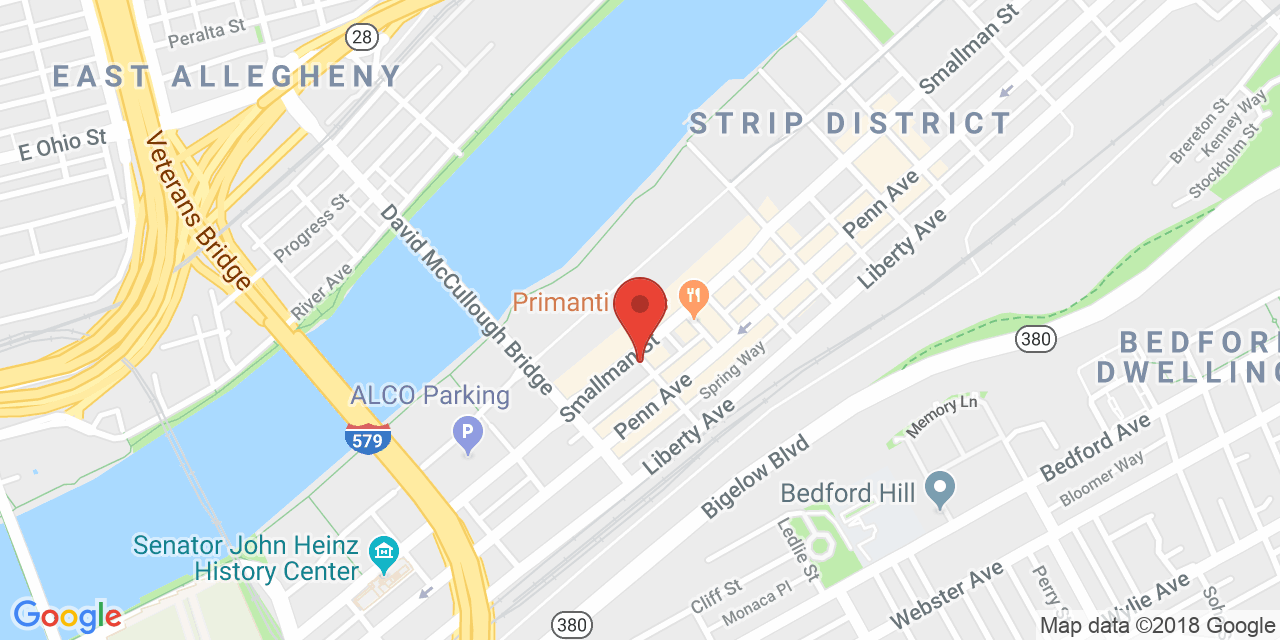 Peralta St
28
Smallman St
EAST ALLEGHENY
STRIP DISTRICT
E Ohio St
Brereton St
Kenney Way
Stockholm St
Veterans Bridge
Progress St
River Ave
David McCullough Bridge
Penn Ave
Liberty Ave
Primanti
380
BEDFORD
DWELLING
Smallman St
Spring Way
Penn Ave
Liberty Ave
ALCO Parking
P
579
Memory Ln
Bedford Ave
Bloomer Way
Bigelow Blvd
Bedford Hill
Ledlie St
Senator John Heinz
History Center
Cliff St
Monaca Pl
Webster Ave
Perry S
Wylie Ave
Soh
380
Google
Map data ©2018 Google